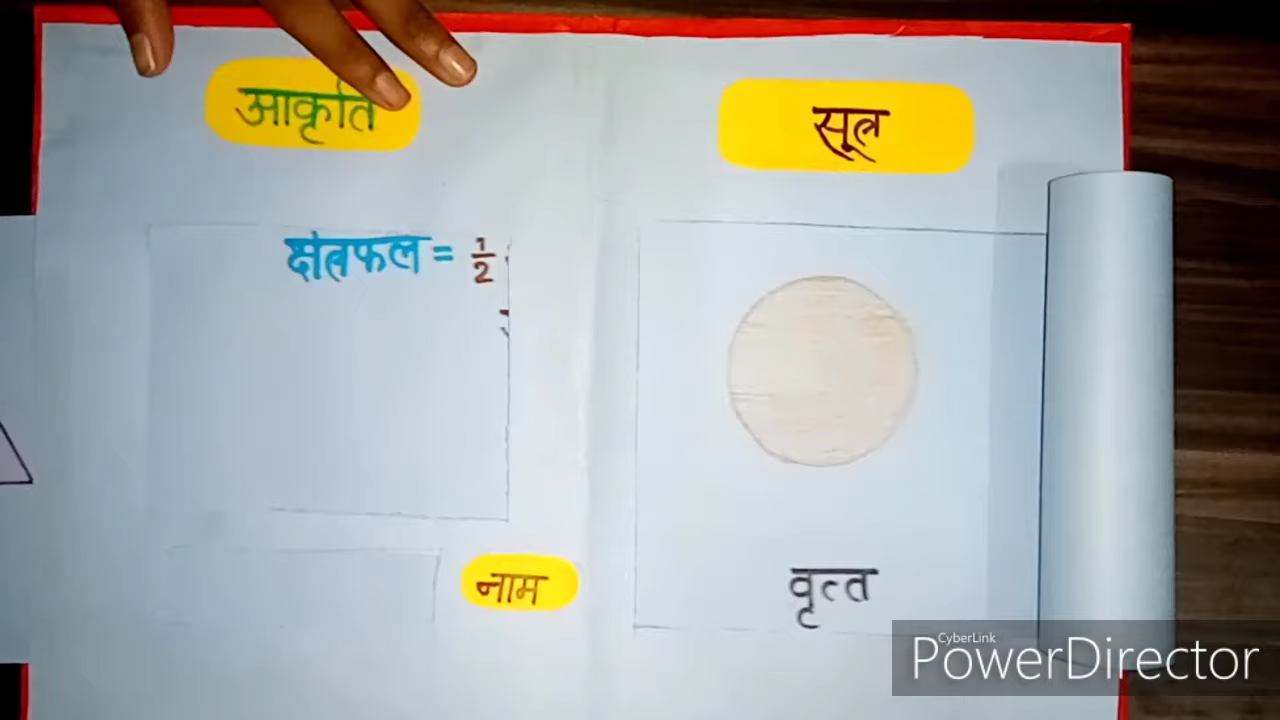 आकृति
सूत्र
क्षेत्रफल = 1/2
नाम
वृत्त
CyberLink
PowerDirector